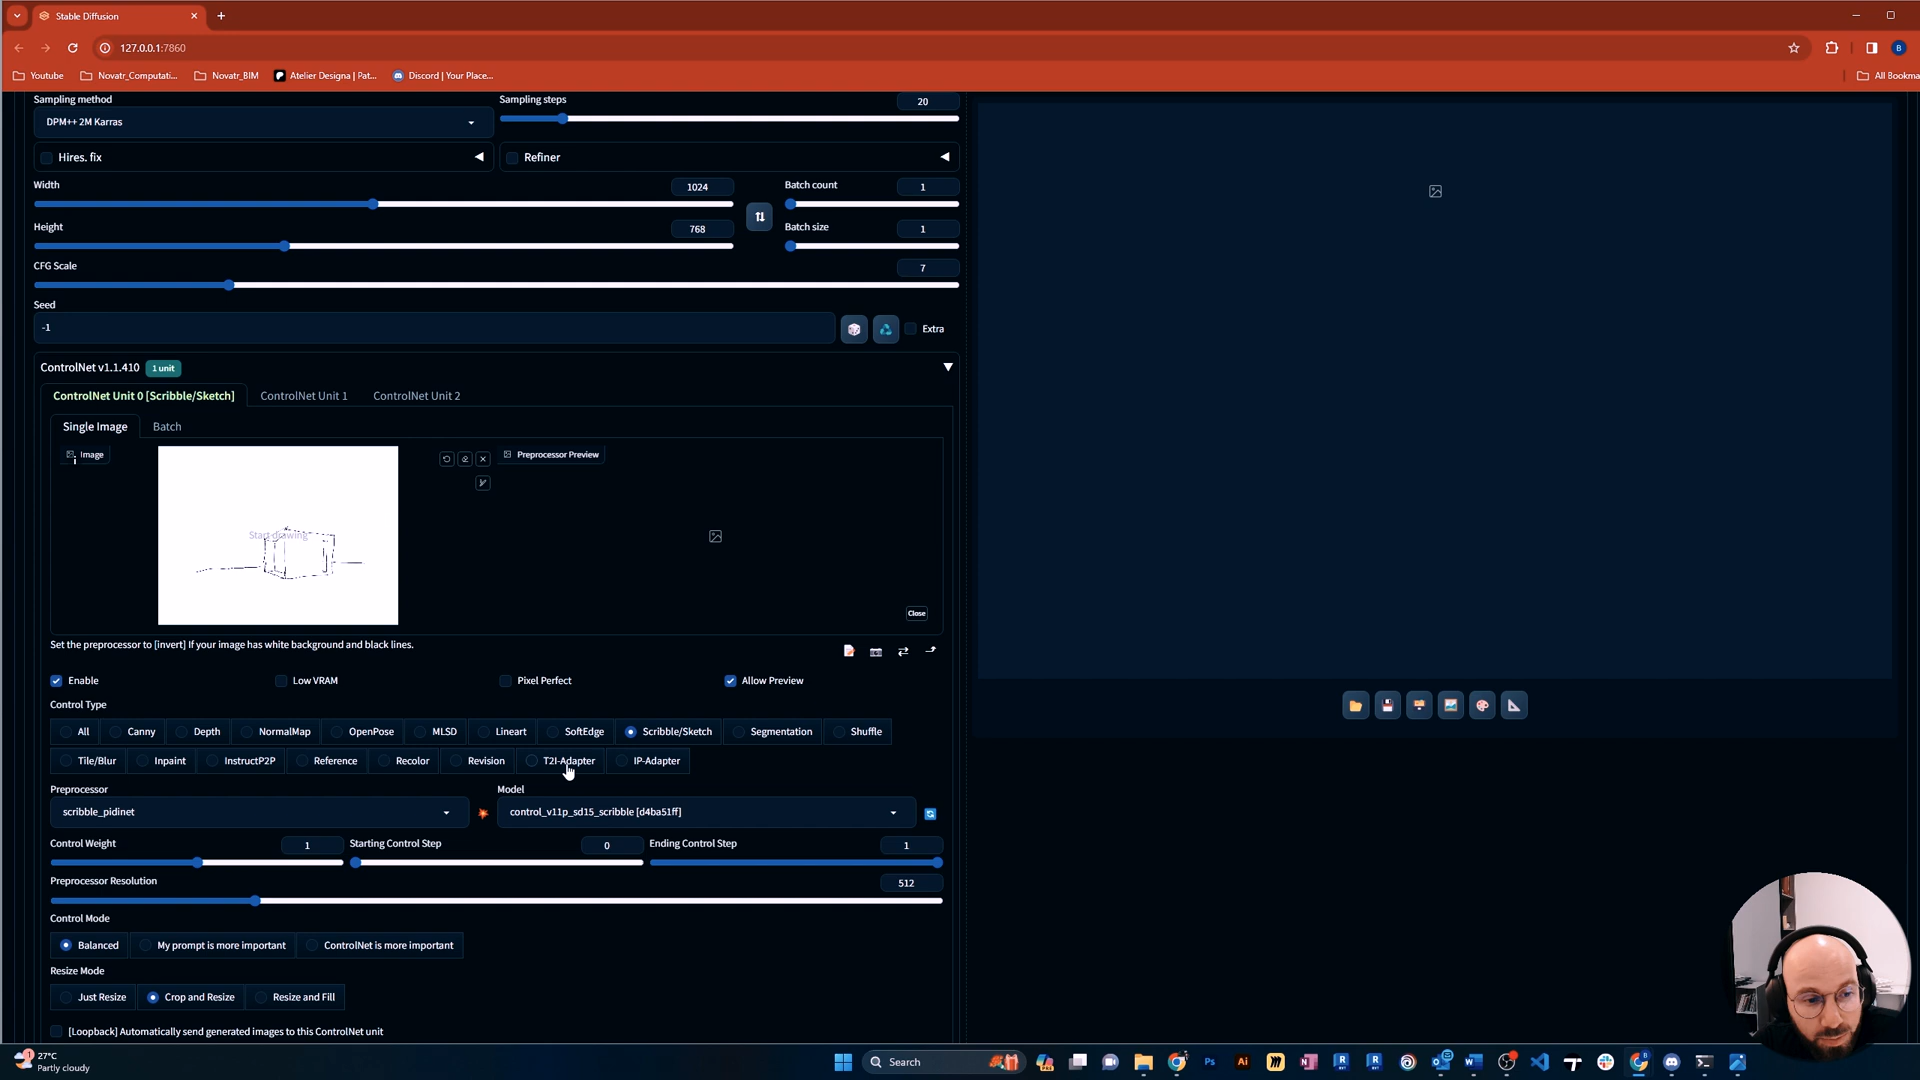 Stable Diffusion
127.0.0.1:7860
Youtube
Novatr_Computati...
Novatr_BIM
Atelier Designa | Pat...
Discord | Your Place...
All Bookma
Sampling method
Sampling steps
20
DPM++ 2M Karras
Hires. fix
Refiner
Width
1024
Batch count
1
Height
768
Batch size
1
CFG Scale
7
Seed
-1
Extra
ControlNet v1.1.410
1 unit
ControlNet Unit 0 [Scribble/Sketch]
ControlNet Unit 1
ControlNet Unit 2
Single Image
Batch
Image
Start drawing
Preprocessor Preview
Close
Set the preprocessor to [invert] If your image has white background and black lines.
Enable
Low VRAM
Pixel Perfect
Allow Preview
Control Type
All
Canny
Depth
NormalMap
OpenPose
MLSD
Lineart
SoftEdge
Scribble/Sketch
Segmentation
Shuffle
Tile/Blur
Inpaint
InstructP2P
Reference
Recolor
Revision
T2I-Adapter
IP-Adapter
Preprocessor
Model
scribble_pidinet
control_v11p_sd15_scribble [d4ba51ff]
Control Weight
1
Starting Control Step
0
Ending Control Step
1
Preprocessor Resolution
512
Control Mode
Balanced
My prompt is more important
ControlNet is more important
Resize Mode
Just Resize
Crop and Resize
Resize and Fill
[Loopback] Automatically send generated images to this ControlNet unit
27°C
Partly cloudy
Search